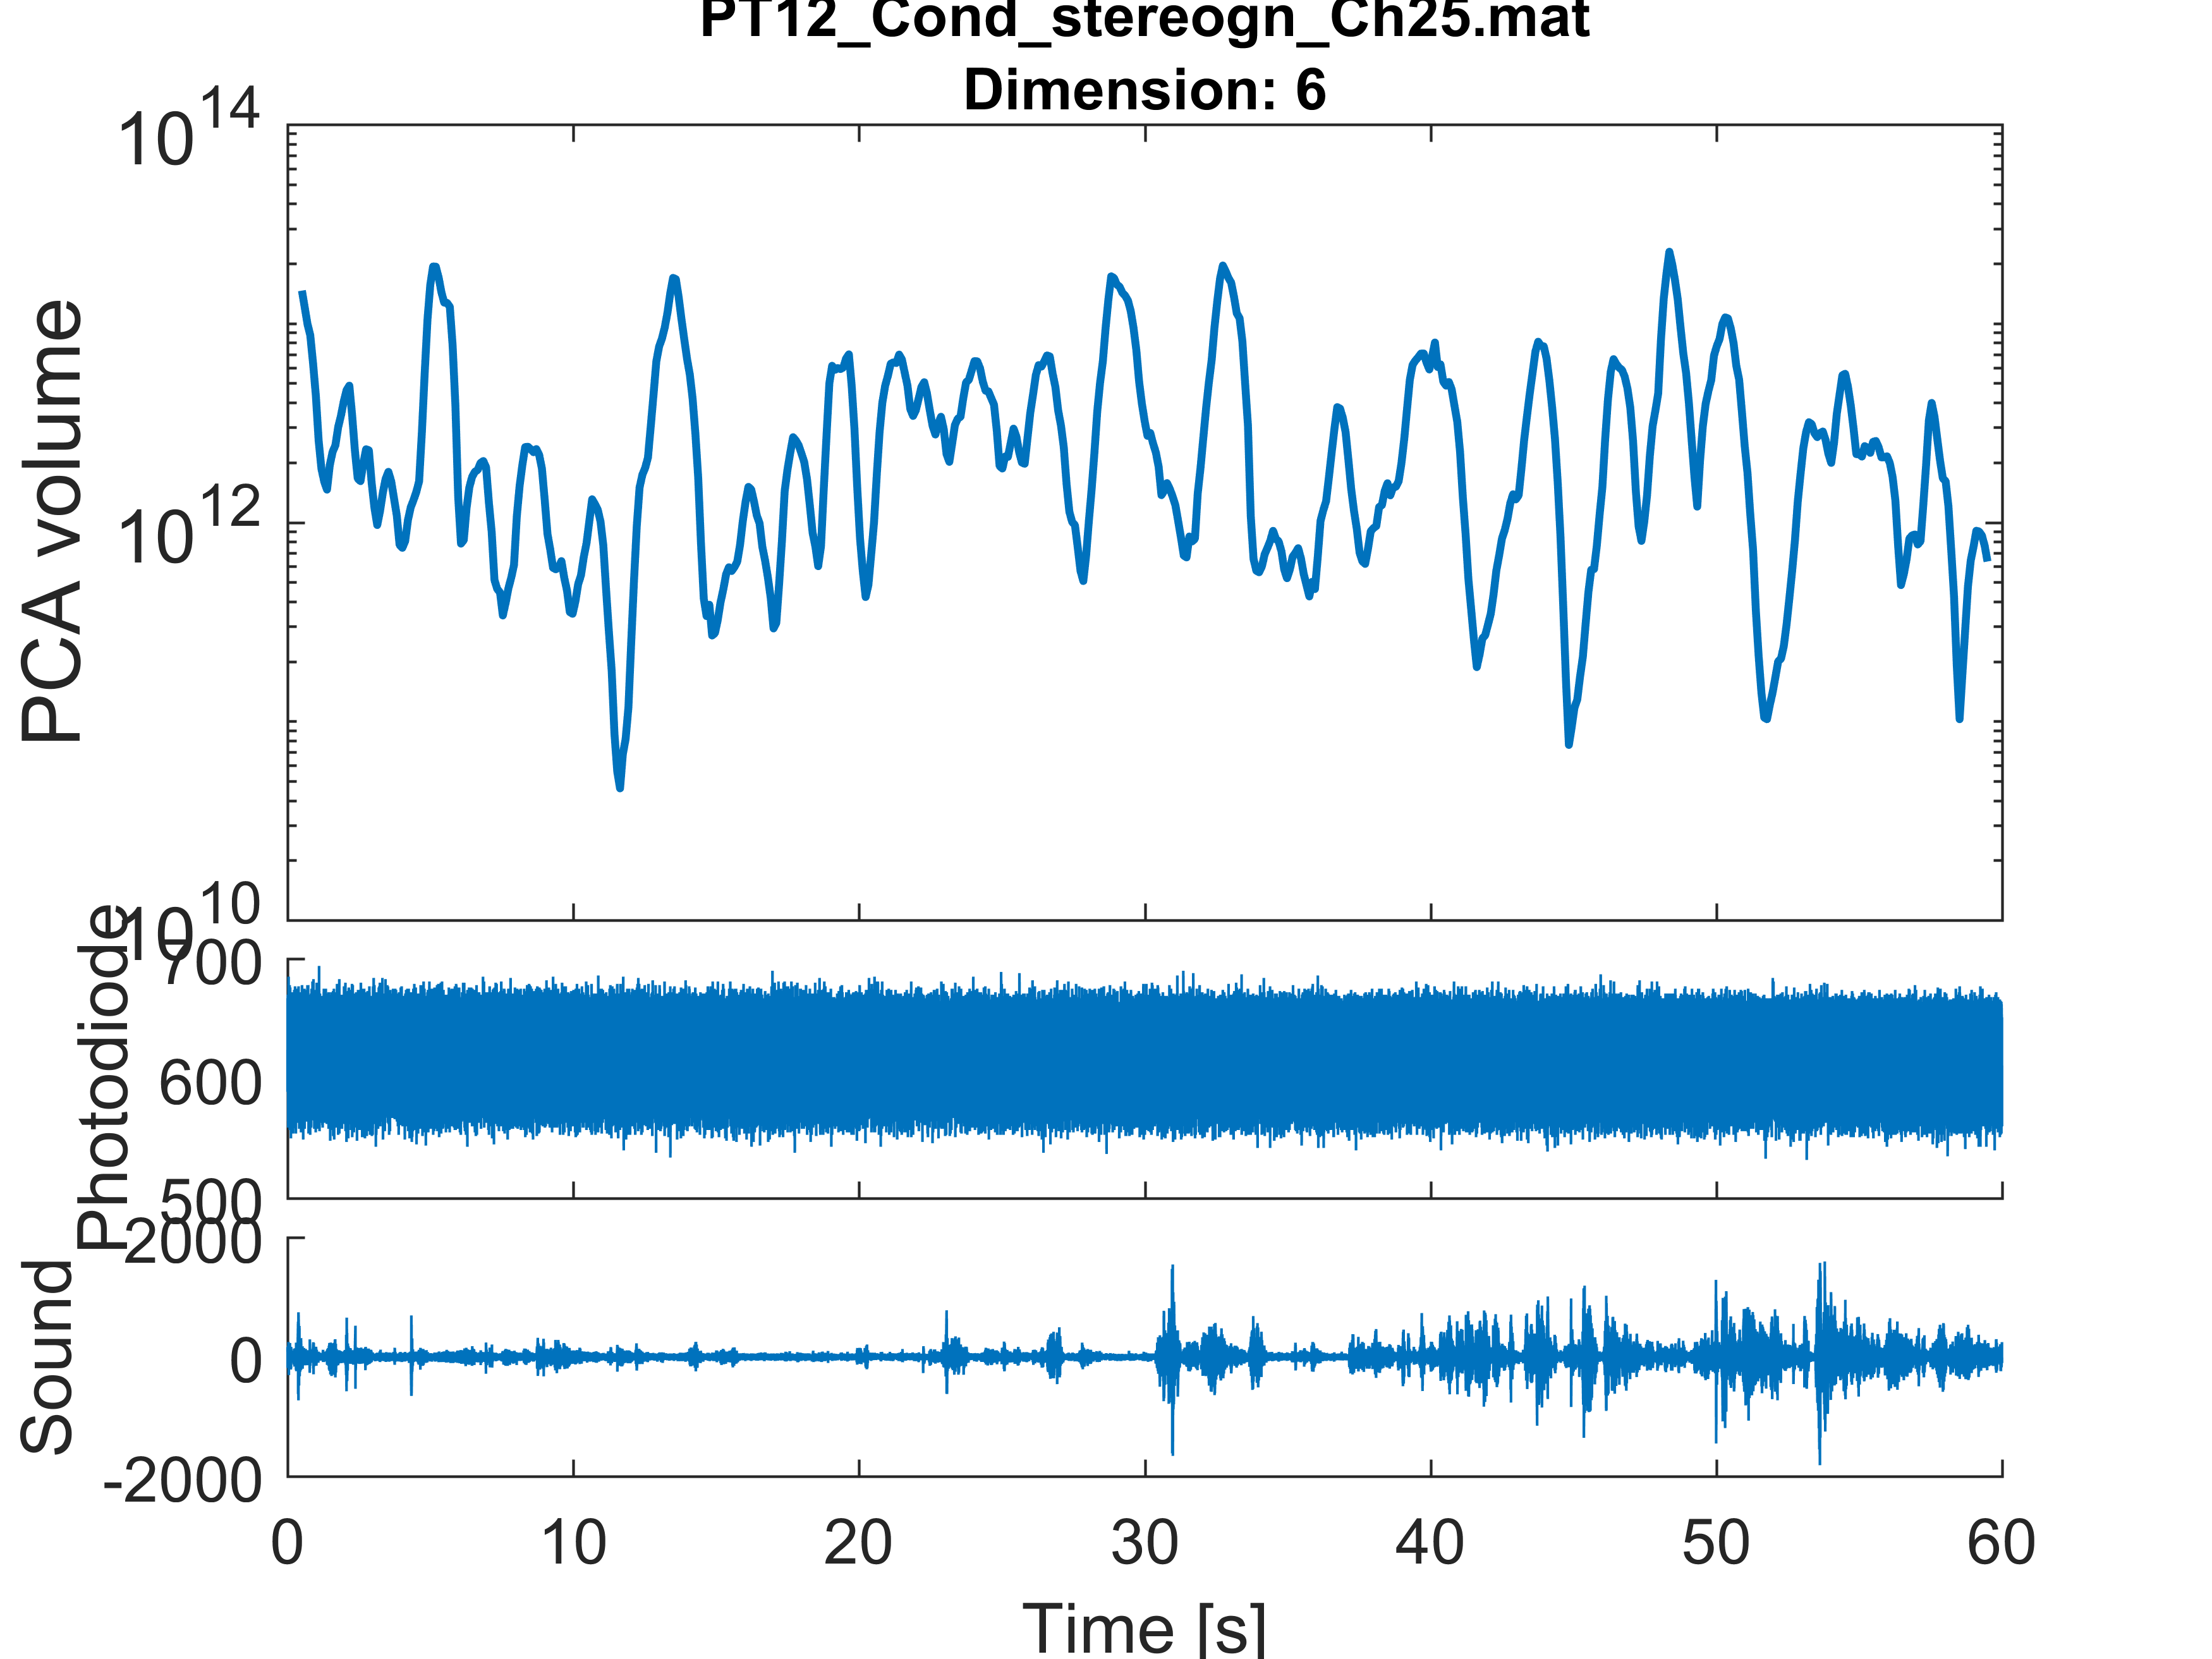 PT12_Cond_stereogn_Ch25.mat
Dimension: 6
PCA volume
10^14
10^12
10^10
Photodiode
700
600
500
Sound
2000
0
-2000
0 10 20 30 40 50 60
Time [s]